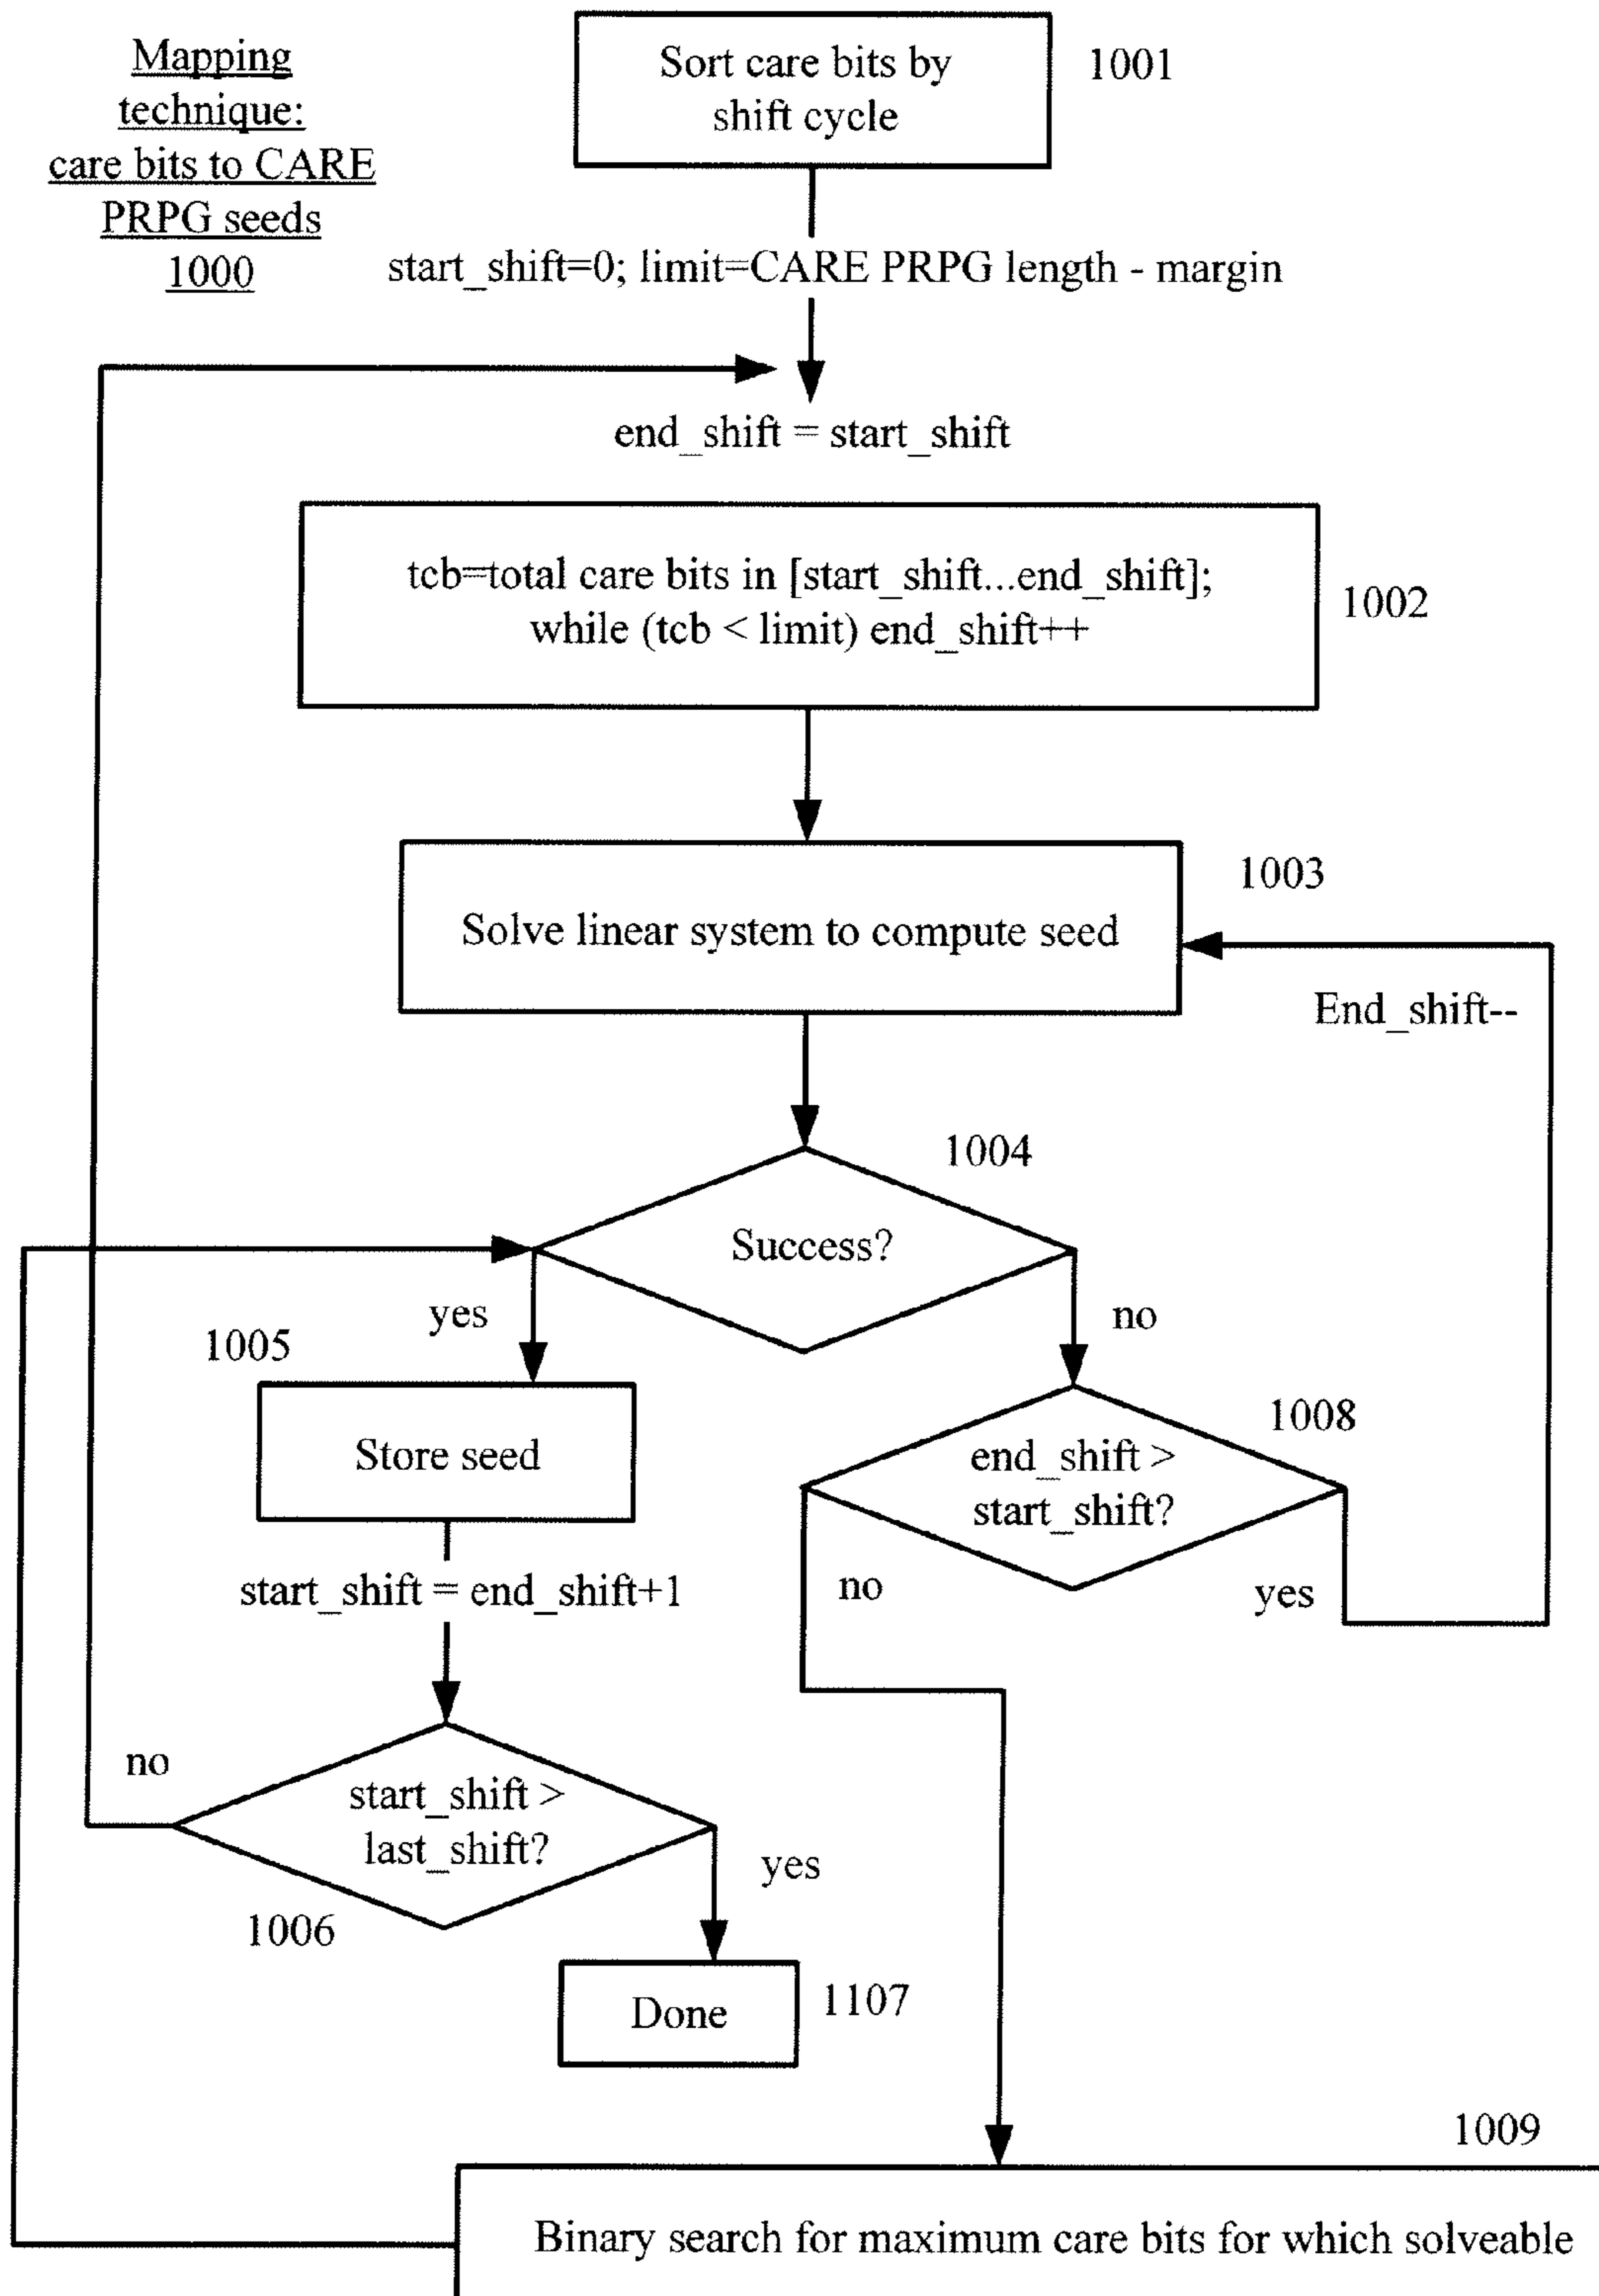 Mapping
technique:
care bits to CARE
PRPG seeds
1000
Sort care bits by
shift cycle
1001
start_shift=0; limit=CARE PRPG length - margin
end_shift = start_shift
tcb=total care bits in [start_shift...end_shift];
while (tcb < limit) end_shift++
1002
1003
Solve linear system to compute seed
End_shift--
1004
Success?
yes
no
1005
Store seed
1008
end_shift >
start_shift?
start_shift = end_shift+1
no
yes
no
start_shift >
last_shift?
yes
1006
Done
1107
1009
Binary search for maximum care bits for which solveable